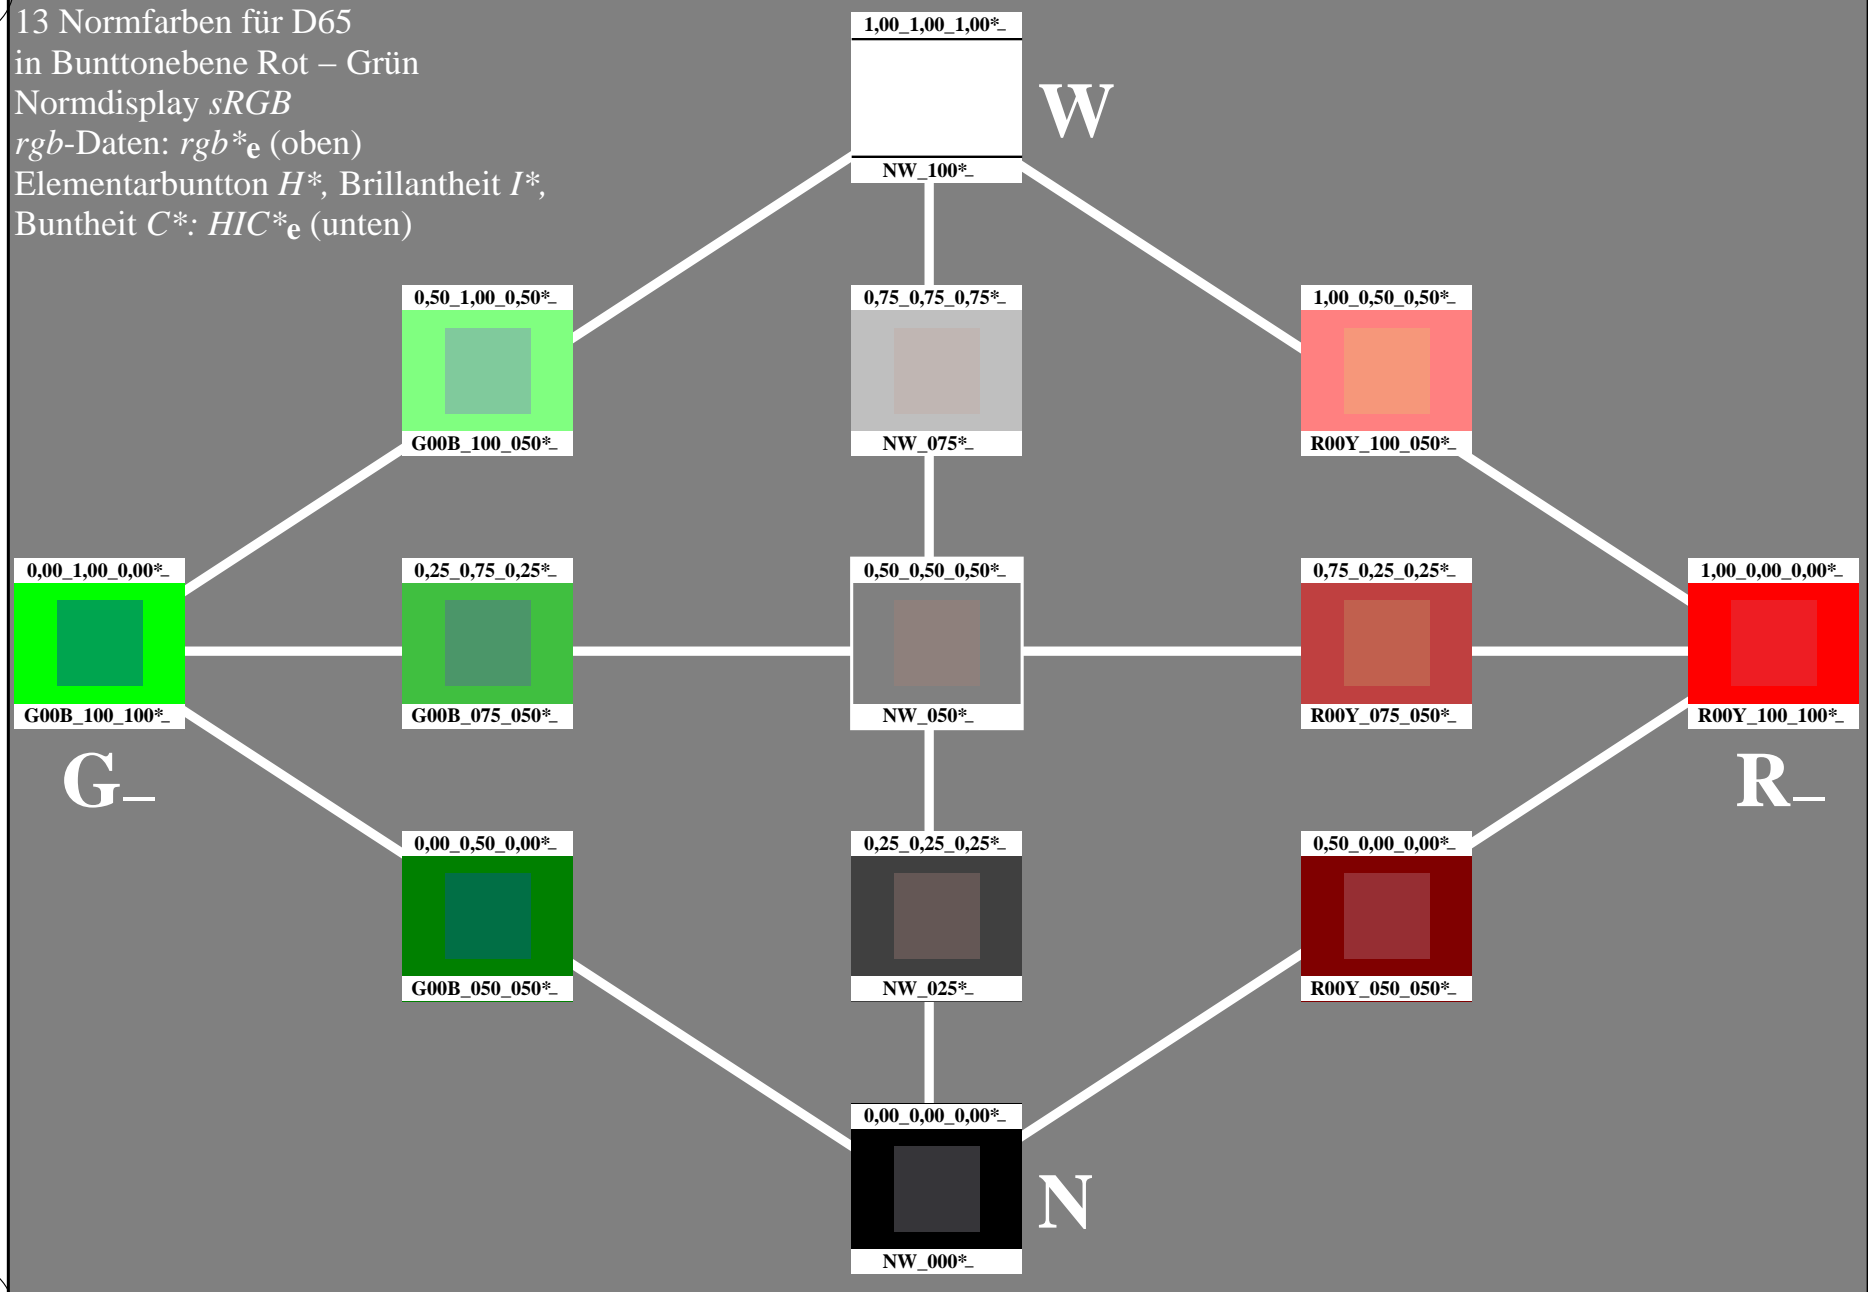 13 Normfarben für D65
in Bunttonebene Rot – Grün
Normdisplay sRGB
rgb-Daten: rgb*e (oben)
Elementarbuntton H*, Brillantheit I*,
Buntheit C*: HIC*e (unten)
1,00_1,00_1,00*_
W
NW_100*_
0,50_1,00_0,50*_
G00B_100_050*_
0,75_0,75_0,75*_
NW_075*_
1,00_0,50_0,50*_
R00Y_100_050*_
0,00_1,00_0,00*_
G00B_100_100*_
G_
0,25_0,75_0,25*_
G00B_075_050*_
0,50_0,50_0,50*_
NW_050*_
0,75_0,25_0,25*_
R00Y_075_050*_
1,00_0,00_0,00*_
R00Y_100_100*_
R_
0,00_0,50_0,00*_
G00B_050_050*_
0,25_0,25_0,25*_
NW_025*_
0,50_0,00_0,00*_
R00Y_050_050*_
0,00_0,00_0,00*_
N
NW_000*_